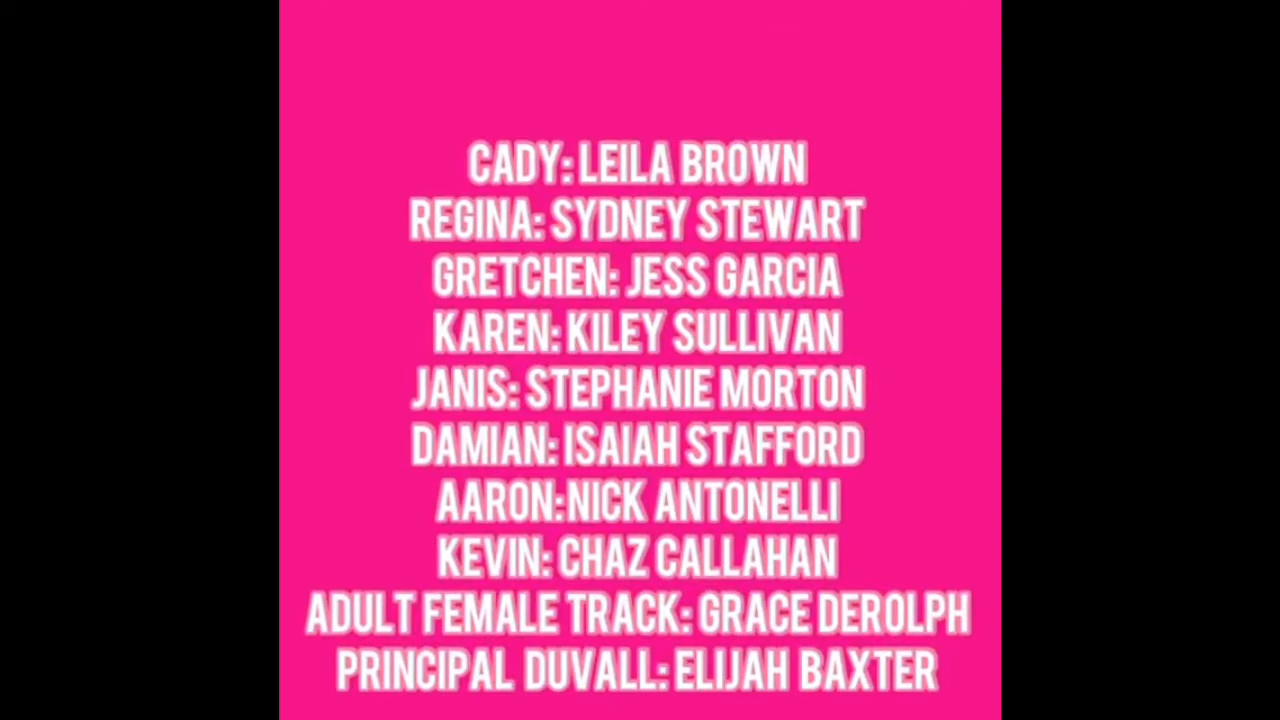 CADY: LEILA BROWN
REGINA: SYDNEY STEWART
GRETCHEN: JESS GARCIA
KAREN: KILEY SULLIVAN
JANIS: STEPHANIE MORTON
DAMIAN: ISAIAH STAFFORD
AARON:NICK ANTONELLI
KEVIN: CHAZ CALLAHAN
ADULT FEMALE TRACK: GRACE DEROLPH
PRINCIPAL DUVALL: ELIJAH BAXTER